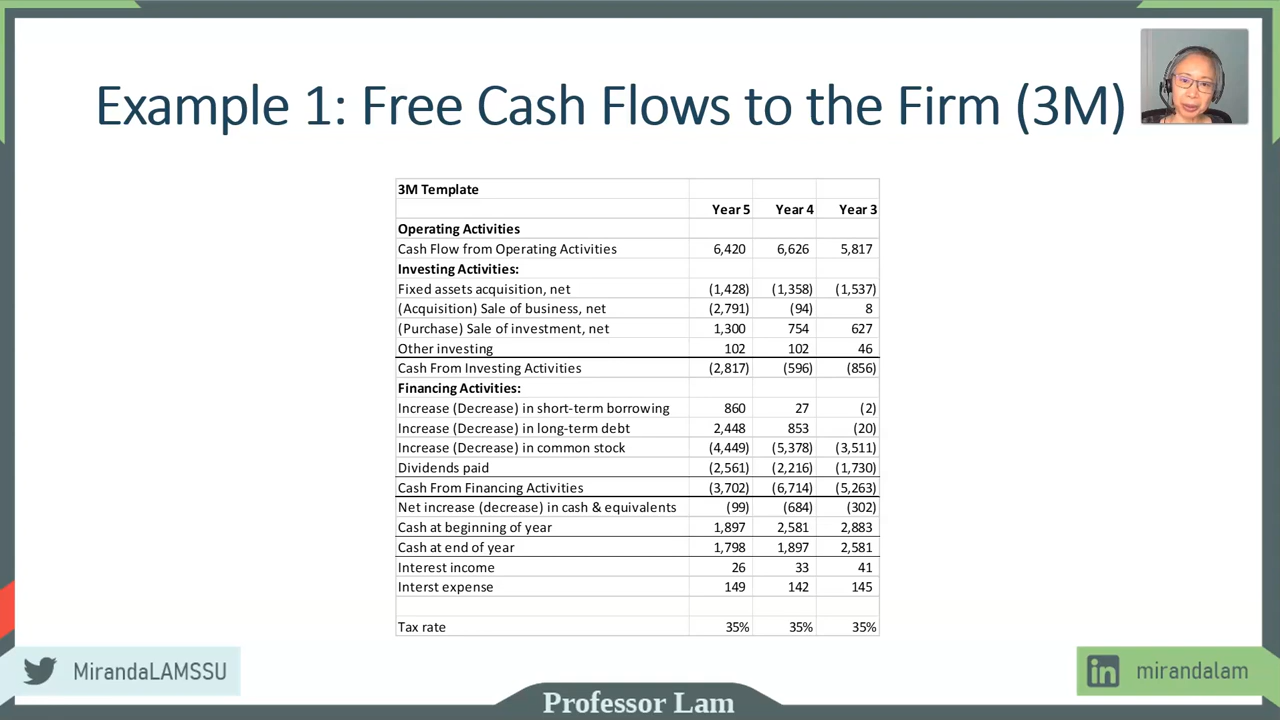 Example 1: Free Cash Flows to the Firm (3M)
3M Template
Year 5 Year 4 Year 3
Operating Activities
Cash Flow from Operating Activities 6,420 6,626 5,817
Investing Activities:
Fixed assets acquisition, net (1,428) (1,358) (1,537)
(Acquisition) Sale of business, net (2,791) (94) 8
(Purchase) Sale of investment, net 1,300 754 627
Other investing 102 102 46
Cash From Investing Activities (2,817) (596) (856)
Financing Activities:
Increase (Decrease) in short-term borrowing 860 27 (2)
Increase (Decrease) in long-term debt 2,448 853 (20)
Increase (Decrease) in common stock (4,449) (5,378) (3,511)
Dividends paid (2,561) (2,216) (1,730)
Cash From Financing Activities (3,702) (6,714) (5,263)
Net increase (decrease) in cash & equivalents (99) (684) (302)
Cash at beginning of year 1,897 2,581 2,883
Cash at end of year 1,798 1,897 2,581
Interest income 26 33 41
Interst expense 149 142 145
Tax rate 35% 35% 35%
MirandaLAMSSU
in mirandalam
Professor Lam